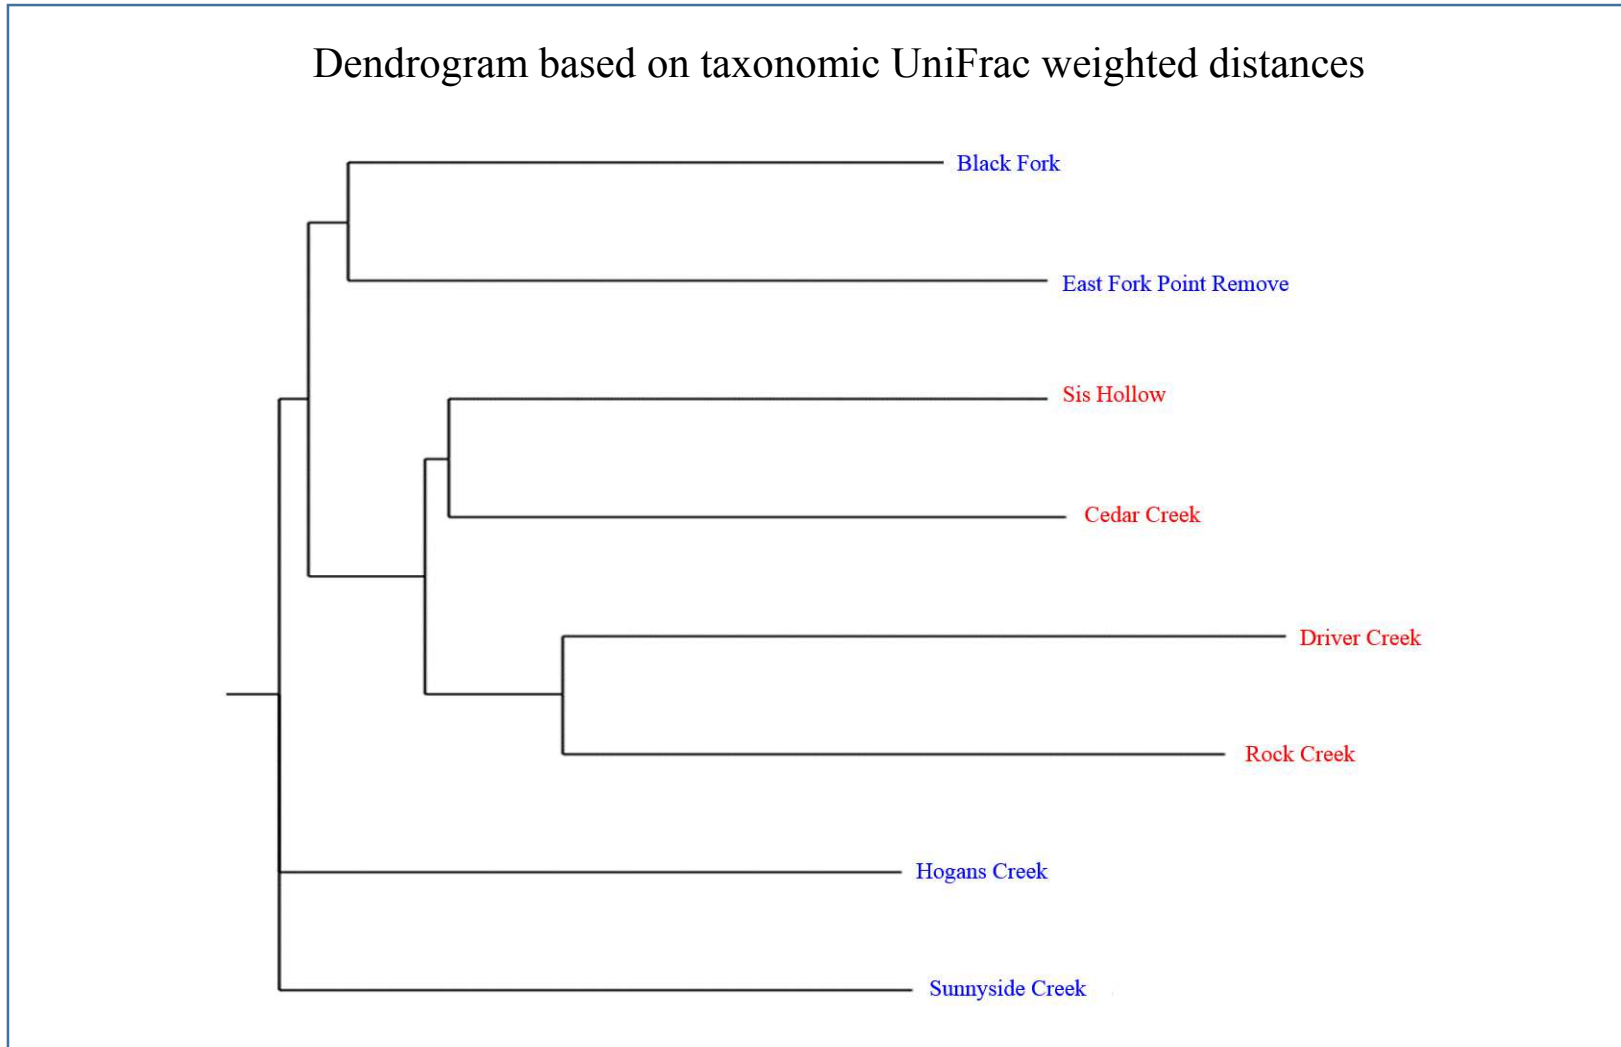 Dendrogram based on taxonomic UniFrac weighted distances
Black Fork
East Fork Point Remove
Sis Hollow
Cedar Creek
Driver Creek
Rock Creek
Hogans Creek
Sunnyside Creek